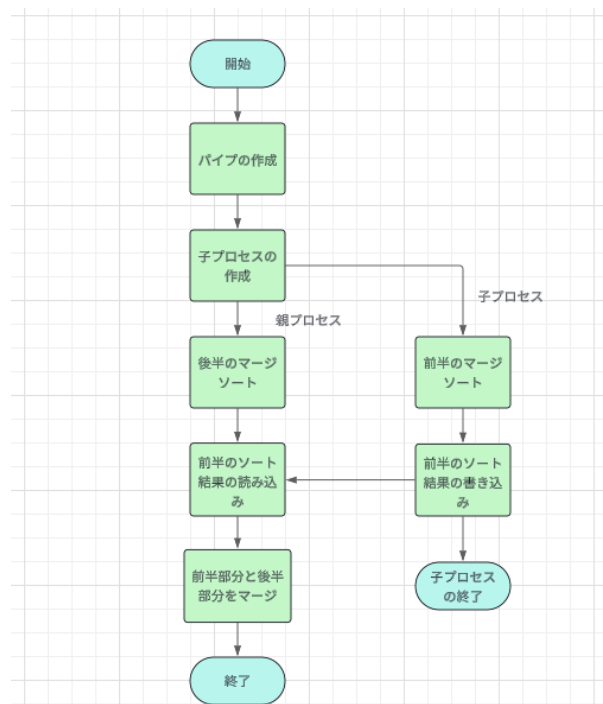 開始
パイプの作成
子プロセスの
作成
子プロセス
親プロセス
後半のマージ
ソート
前半のマージ
ソート
前半のソート
結果の読み込
み
前半のソート
結果の書き込
み
前半部分と後半
部分をマージ
子プロセス
の終了
終了